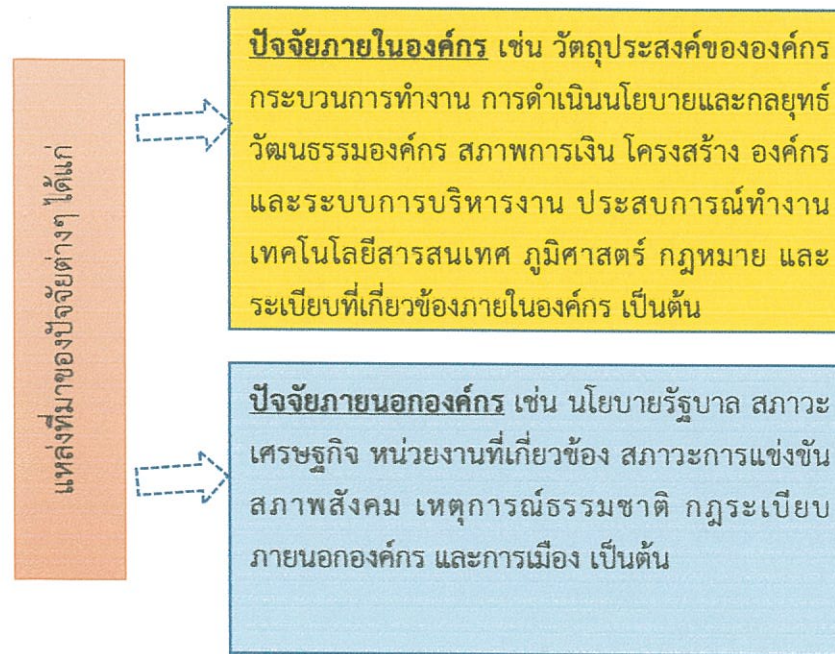 แหล่งที่มาของปัจจัยต่างๆ ได้แก่
ปัจจัยภายในองค์กร เช่น วัตถุประสงค์ขององค์กร
กระบวนการทำงาน การดำเนินนโยบายและกลยุทธ์
วัฒนธรรมองค์กร สภาพการเงิน โครงสร้าง องค์กร
และระบบการบริหารงาน ประสบการณ์ทำงาน
เทคโนโลยีสารสนเทศ ภูมิศาสตร์ กฎหมาย และ
ระเบียบที่เกี่ยวข้องภายในองค์กร เป็นต้น
ปัจจัยภายนอกองค์กร เช่น นโยบายรัฐบาล สภาวะ
เศรษฐกิจ หน่วยงานที่เกี่ยวข้อง สภาวะการแข่งขัน
สภาพสังคม เหตุการณ์ธรรมชาติ กฎระเบียบ
ภายนอกองค์กร และการเมือง เป็นต้น